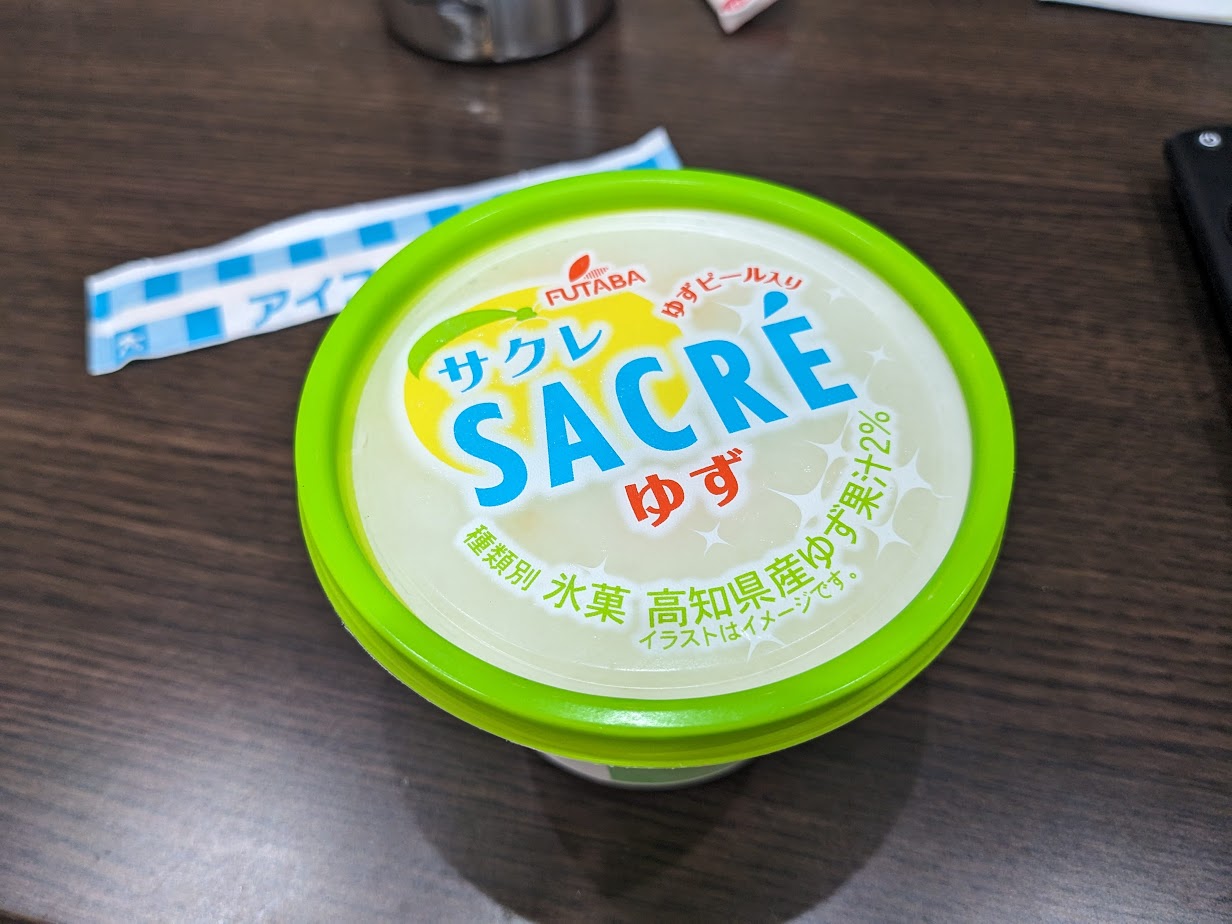 FUTABA
ゆずピール入り
サクレ
SACRÉ
ゆず
種類別 氷菓 高知県産ゆず果汁2%
イラストはイメージです。
アイス